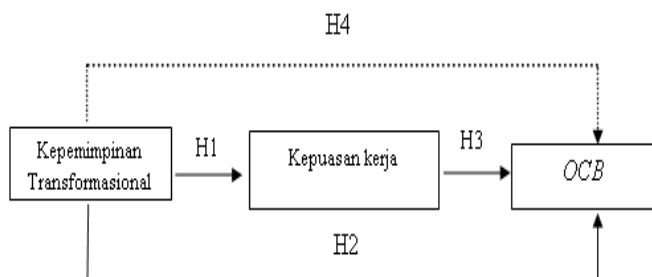 H4
Kepemimpinan
Transformasional
H1
Kepuasan kerja
H3
OCB
H2